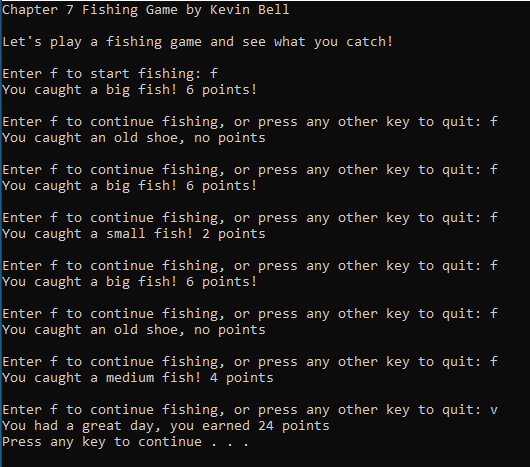 Chapter 7 Fishing Game by Kevin Bell
Let's play a fishing game and see what you catch!
Enter f to start fishing: f
You caught a big fish! 6 points!
Enter f to continue fishing, or press any other key to quit: f
You caught an old shoe, no points
Enter f to continue fishing, or press any other key to quit: f
You caught a big fish! 6 points!
Enter f to continue fishing, or press any other key to quit: f
You caught a small fish! 2 points
Enter f to continue fishing, or press any other key to quit: f
You caught a big fish! 6 points!
Enter f to continue fishing, or press any other key to quit: f
You caught an old shoe, no points
Enter f to continue fishing, or press any other key to quit: f
You caught a medium fish! 4 points
Enter f to continue fishing, or press any other key to quit: v
You had a great day, you earned 24 points
Press any key to continue . . .